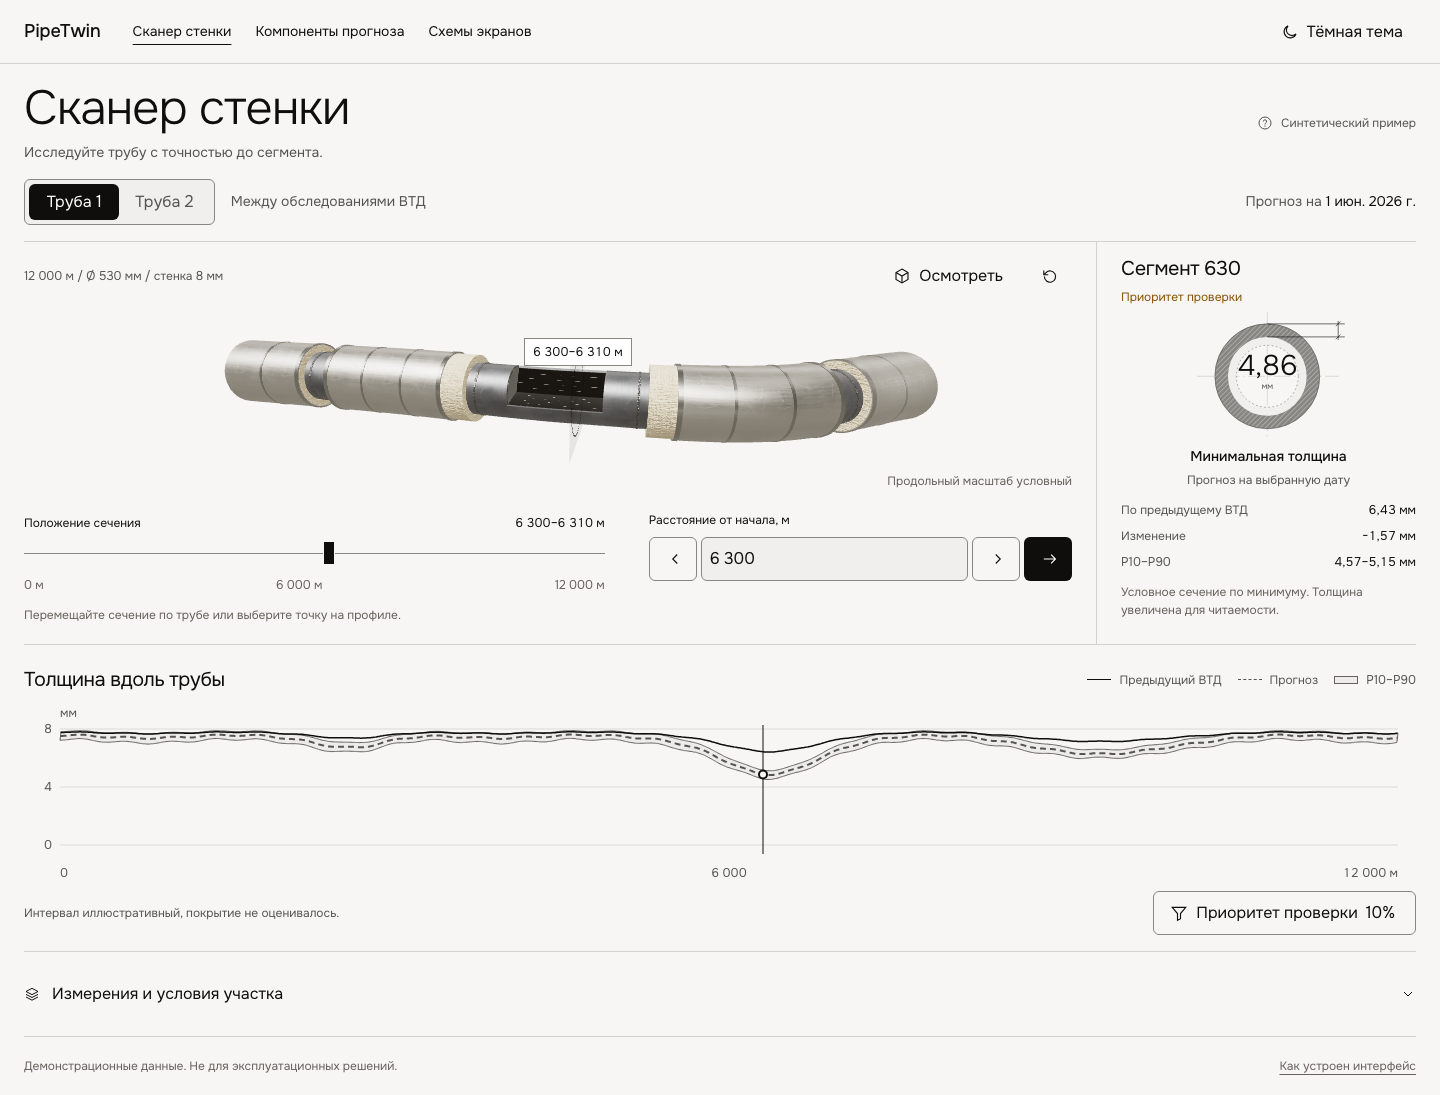 PipeTwin
Сканер стенки
Компоненты прогноза
Схемы экранов
Тёмная тема
Сканер стенки
Синтетический пример
Исследуйте трубу с точностью до сегмента.
Труба 1
Труба 2
Между обследованиями ВТД
Прогноз на 1 июн. 2026 г.
12 000 м / Ø 530 мм / стенка 8 мм
Осмотреть
6 300–6 310 м
Продольный масштаб условный
Положение сечения
6 300–6 310 м
0 м
6 000 м
12 000 м
Перемещайте сечение по трубе или выберите точку на профиле.
Расстояние от начала, м
6 300
Сегмент 630
Приоритет проверки
4,86
мм
Минимальная толщина
Прогноз на выбранную дату
По предыдущему ВТД 6,43 мм
Изменение −1,57 мм
P10–P90 4,57–5,15 мм
Условное сечение по минимуму. Толщина
увеличена для читаемости.
Толщина вдоль трубы
Предыдущий ВТД
Прогноз
P10–P90
мм
8
4
0
0
6 000
12 000 м
Интервал иллюстративный, покрытие не оценивалось.
Приоритет проверки 10%
Измерения и условия участка
Демонстрационные данные. Не для эксплуатационных решений.
Как устроен интерфейс